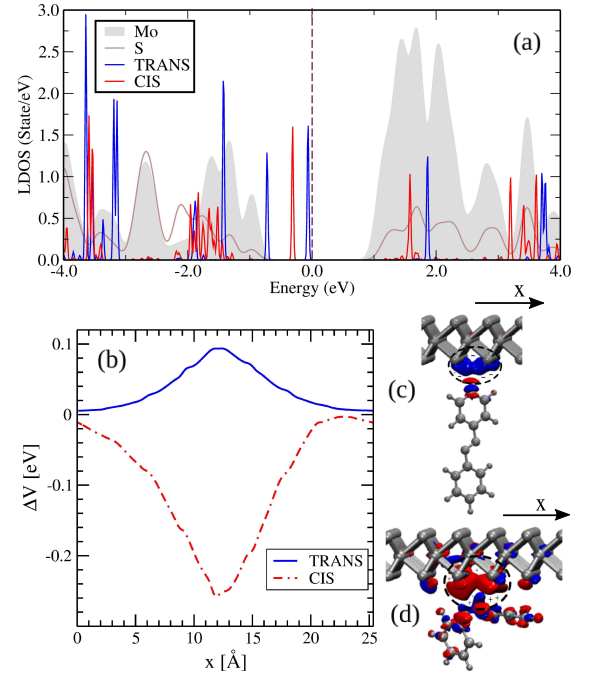 (a)
Mo
S
TRANS
CIS
LDOS (State/eV)
3.0
2.5
2.0
1.5
1.0
0.5
0.0
-4.0 -2.0 0.0 2.0 4.0
Energy (eV)
x
(b)
(c)
0.1
0
-0.1
-0.2
ΔV [eV]
TRANS
CIS
0 5 10 15 20 25
x [Å]
x
(d)